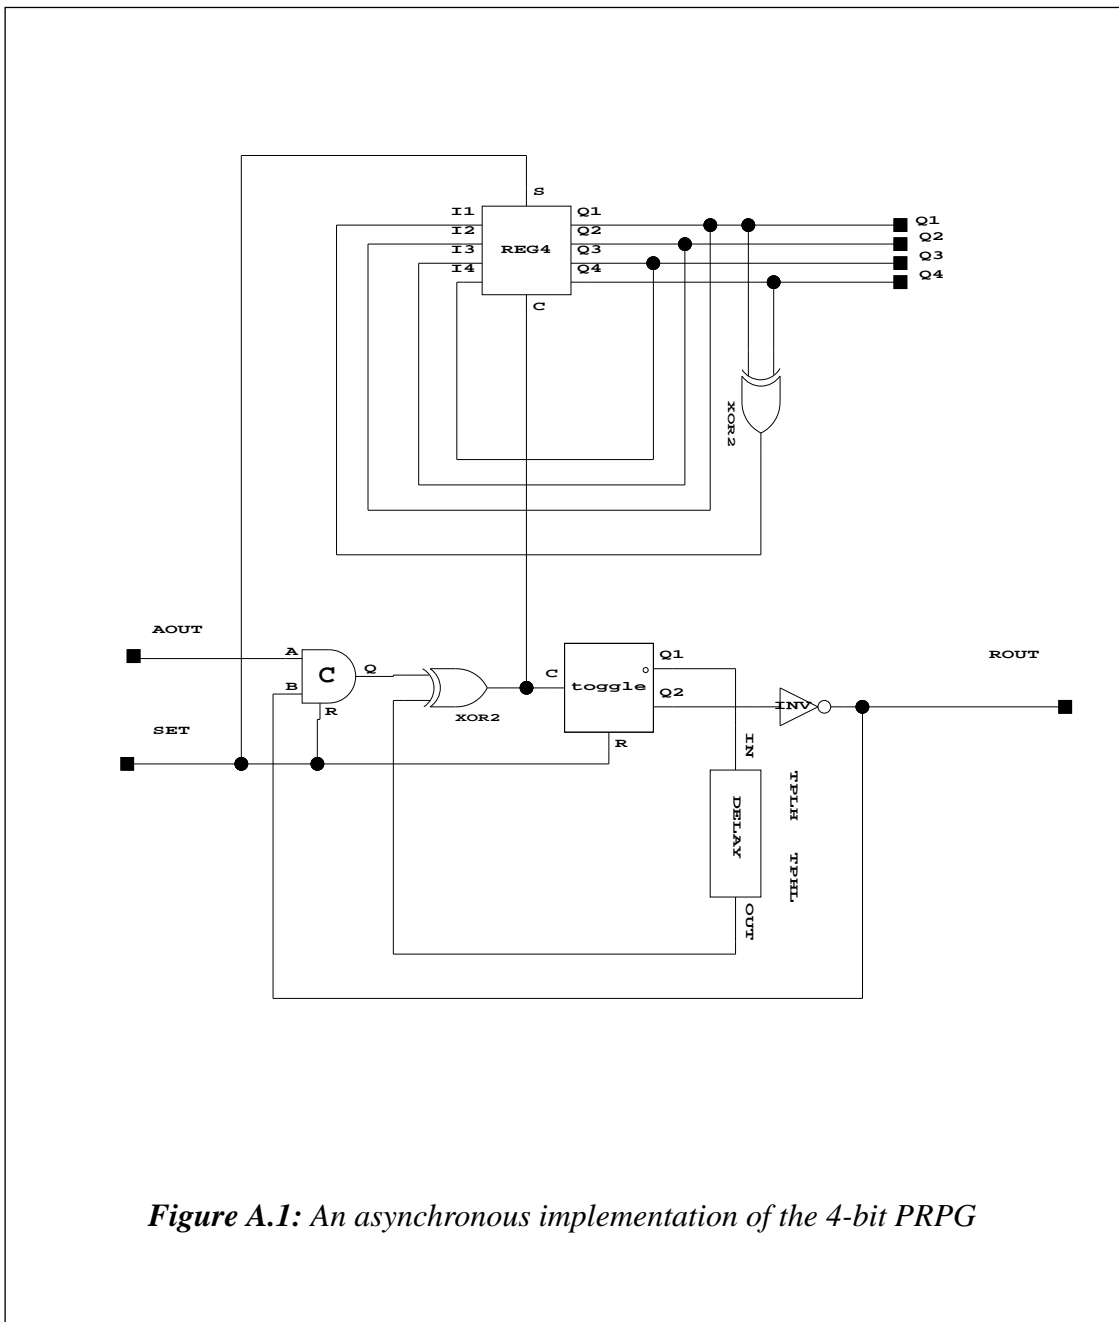 S
I1 Q1 Q1
I2 Q2 Q2
I3 REG4 Q3 Q3
I4 Q4 Q4
C
XOR2
AOUT
A
C
Q
B
R
SET
XOR2
C
toggle
Q1
Q2
R
INV
ROUT
IN
DELAY
TPLH
TPHL
OUT
Figure A.1: An asynchronous implementation of the 4-bit PRPG